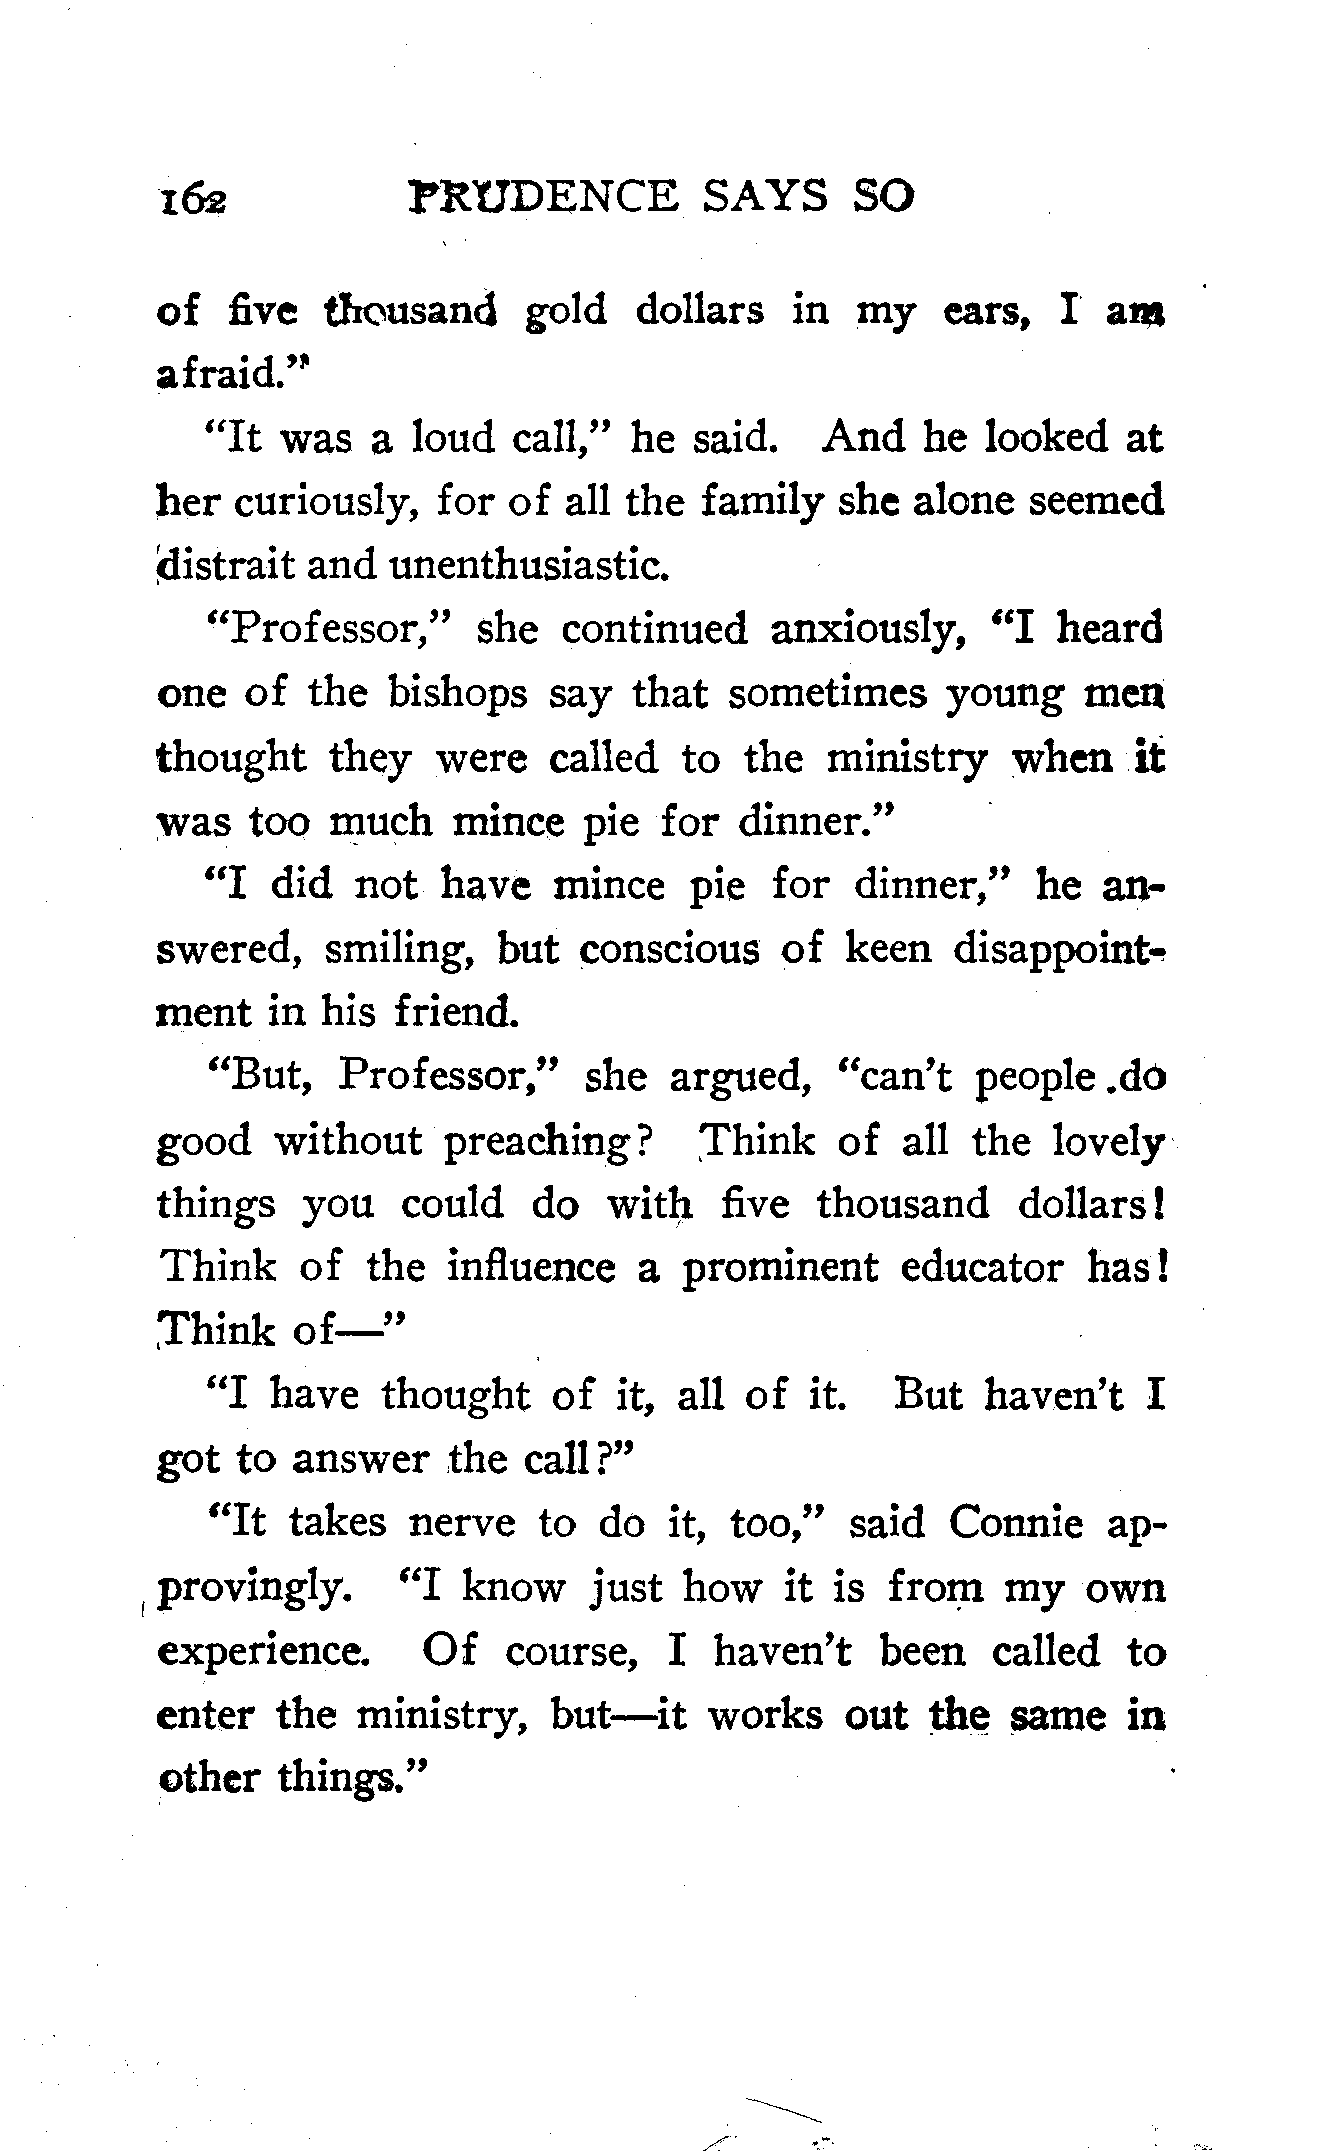 162 PRUDENCE SAYS SO
of five thousand gold dollars in my ears, I am
afraid."
"It was a loud call," he said. And he looked at
her curiously, for of all the family she alone seemed
distrait and unenthusiastic.
"Professor," she continued anxiously, "I heard
one of the bishops say that sometimes young men
thought they were called to the ministry when it
was too much mince pie for dinner."
"I did not have mince pie for dinner," he an-
swered, smiling, but conscious of keen disappoint-
ment in his friend.
"But, Professor," she argued, "can't people do
good without preaching? Think of all the lovely
things you could do with five thousand dollars!
Think of the influence a prominent educator has!
Think of—"
"I have thought of it, all of it. But haven't I
got to answer the call?"
"It takes nerve to do it, too," said Connie ap-
provingly. "I know just how it is from my own
experience. Of course, I haven't been called to
enter the ministry, but—it works out the same in
other things."